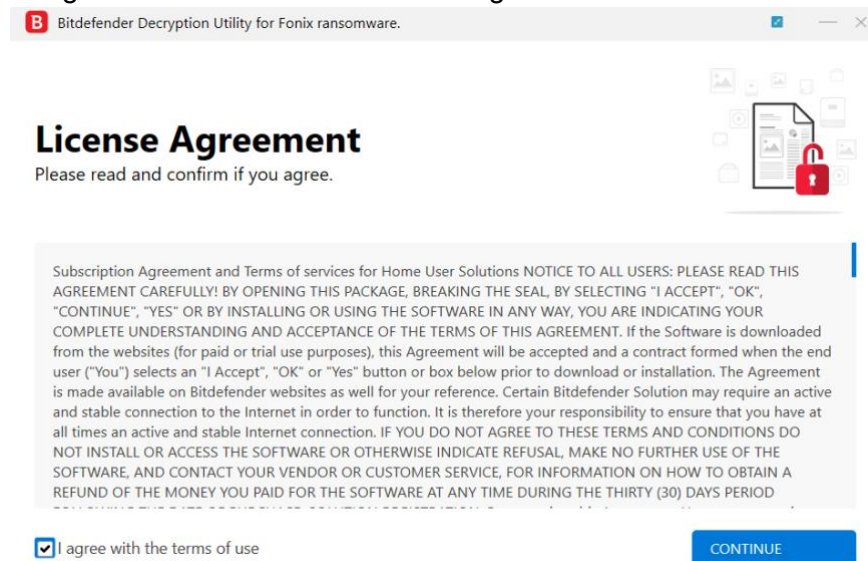 B Bitdefender Decryption Utility for Fonix ransomware.
License Agreement
Please read and confirm if you agree.
Subscription Agreement and Terms of services for Home User Solutions NOTICE TO ALL USERS: PLEASE READ THIS
AGREEMENT CAREFULLY! BY OPENING THIS PACKAGE, BREAKING THE SEAL, BY SELECTING "I ACCEPT", "OK",
"CONTINUE", "YES" OR BY INSTALLING OR USING THE SOFTWARE IN ANY WAY, YOU ARE INDICATING YOUR
COMPLETE UNDERSTANDING AND ACCEPTANCE OF THE TERMS OF THIS AGREEMENT. If the Software is downloaded
from the websites (for paid or trial use purposes), this Agreement will be accepted and a contract formed when the end
user ("You") selects an "I Accept", "OK" or "Yes" button or box below prior to download or installation. The Agreement
is made available on Bitdefender websites as well for your reference. Certain Bitdefender Solution may require an active
and stable connection to the Internet in order to function. It is therefore your responsibility to ensure that you have at
all times an active and stable Internet connection. IF YOU DO NOT AGREE TO THESE TERMS AND CONDITIONS DO
NOT INSTALL OR ACCESS THE SOFTWARE OR OTHERWISE INDICATE REFUSAL, MAKE NO FURTHER USE OF THE
SOFTWARE, AND CONTACT YOUR VENDOR OR CUSTOMER SERVICE, FOR INFORMATION ON HOW TO OBTAIN A
REFUND OF THE MONEY YOU PAID FOR THE SOFTWARE AT ANY TIME DURING THE THIRTY (30) DAYS PERIOD
I agree with the terms of use
CONTINUE